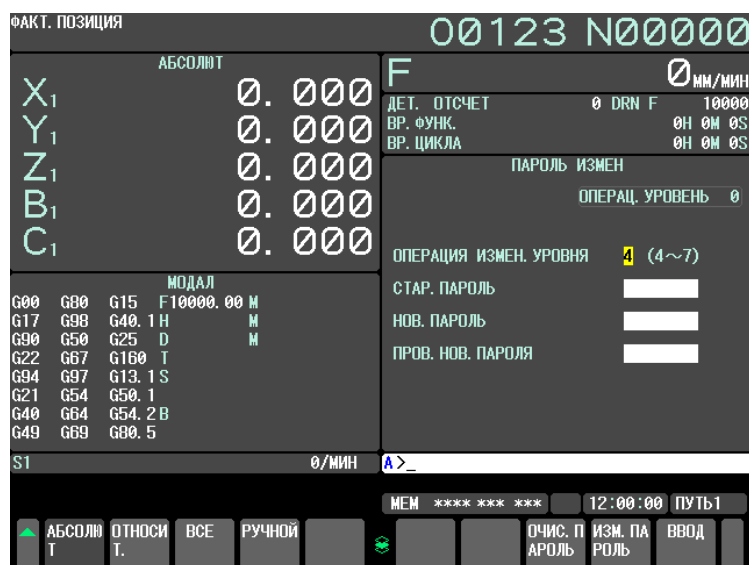 ФАКТ. ПОЗИЦИЯ
O0123 N00000
АБСОЛЮТ
X1 0. 000
Y1 0. 000
Z1 0. 000
B1 0. 000
C1 0. 000
F 0 ММ/МИН
ДЕТ. ОТСЧЕТ 0 DRN F 10000
ВР. ФУНК. 0H 0M 0S
ВР. ЦИКЛА 0H 0M 0S
МОДАЛ
G00 G80 G15 F10000. 00 M
G17 G98 G40. 1 H M
G90 G50 G25 D M
G22 G67 G160 T
G94 G97 G13. 1 S
G21 G54 G50. 1
G40 G64 G54. 2 B
G49 G69 G80. 5
S1 0/МИН
ПАРОЛЬ ИЗМЕН
ОПЕРАЦ. УРОВЕНЬ 0
ОПЕРАЦИЯ ИЗМЕН. УРОВНЯ 4 (4~7)
СТАР. ПАРОЛЬ
НОВ. ПАРОЛЬ
ПРОВ. НОВ. ПАРОЛЯ
A >_
MEM **** *** *** 12:00:00 ПУТЬ1
АБСОЛЮ
Т
ОТНОСИ
Т.
ВСЕ
РУЧНОЙ
ОЧИС. П
АРОЛЬ
ИЗМ. ПА
РОЛЬ
ВВОД